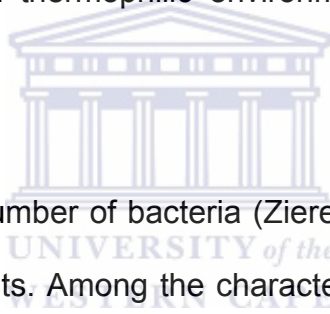 thermophilic environm
umber of bacteria (Ziere
UNIVERSITY of the
ts. Among the characte
WESTERN CAPE